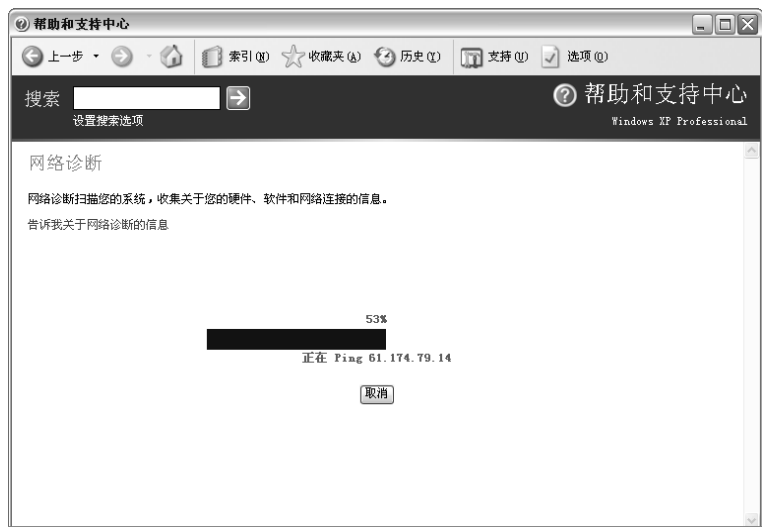 帮助和支持中心
上一步 索引(N) 收藏夹(A) 历史(Y) 支持(U) 选项(O)
搜索
设置搜索选项
帮助和支持中心
Windows XP Professional
网络诊断
网络诊断扫描您的系统，收集关于您的硬件、软件和网络连接的信息。
告诉我关于网络诊断的信息
53%
正在 Ping 61.174.79.14
取消